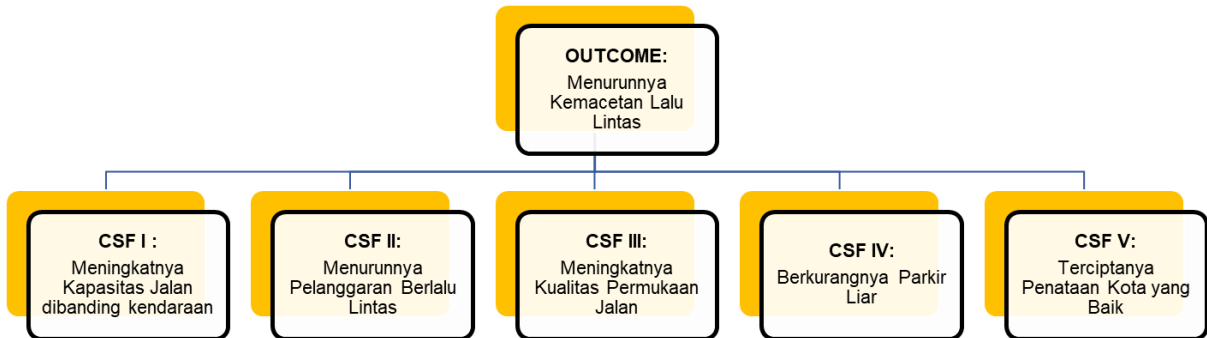 OUTCOME:
Menurunnya
Kemacetan Lalu
Lintas
CSF I :
Meningkatnya
Kapasitas Jalan
dibanding kendaraan
CSF II:
Menurunnya
Pelanggaran Berlalu
Lintas
CSF III:
Meningkatnya
Kualitas Permukaan
Jalan
CSF IV:
Berkurangnya Parkir
Liar
CSF V:
Terciptanya
Penataan Kota yang
Baik